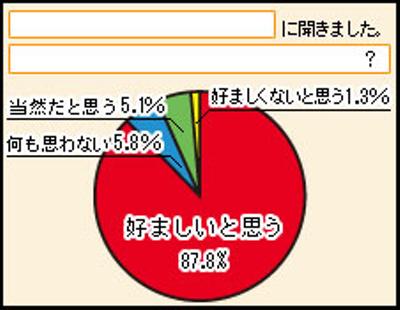 に聞きました。
?
当然だと思う5.1%
好ましくないと思う1.3%
何も思わない5.8%
好ましいと思う
87.8%